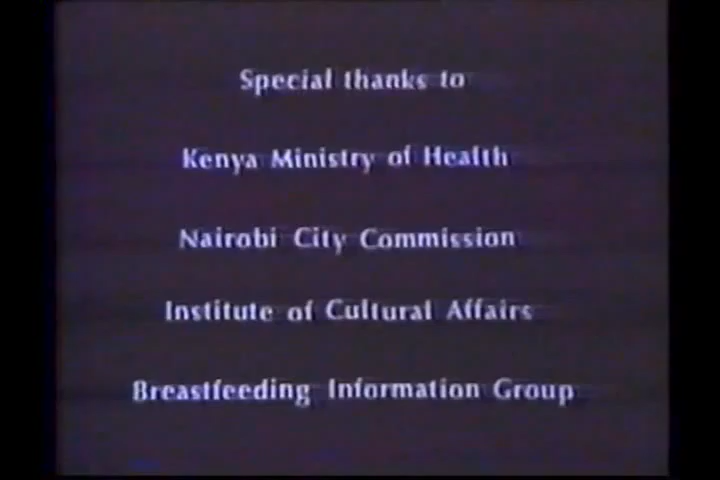 Special thanks to
Kenya Ministry of Health
Nairobi City Commission
Institute of Cultural Affairs
Breastfeeding Information Group